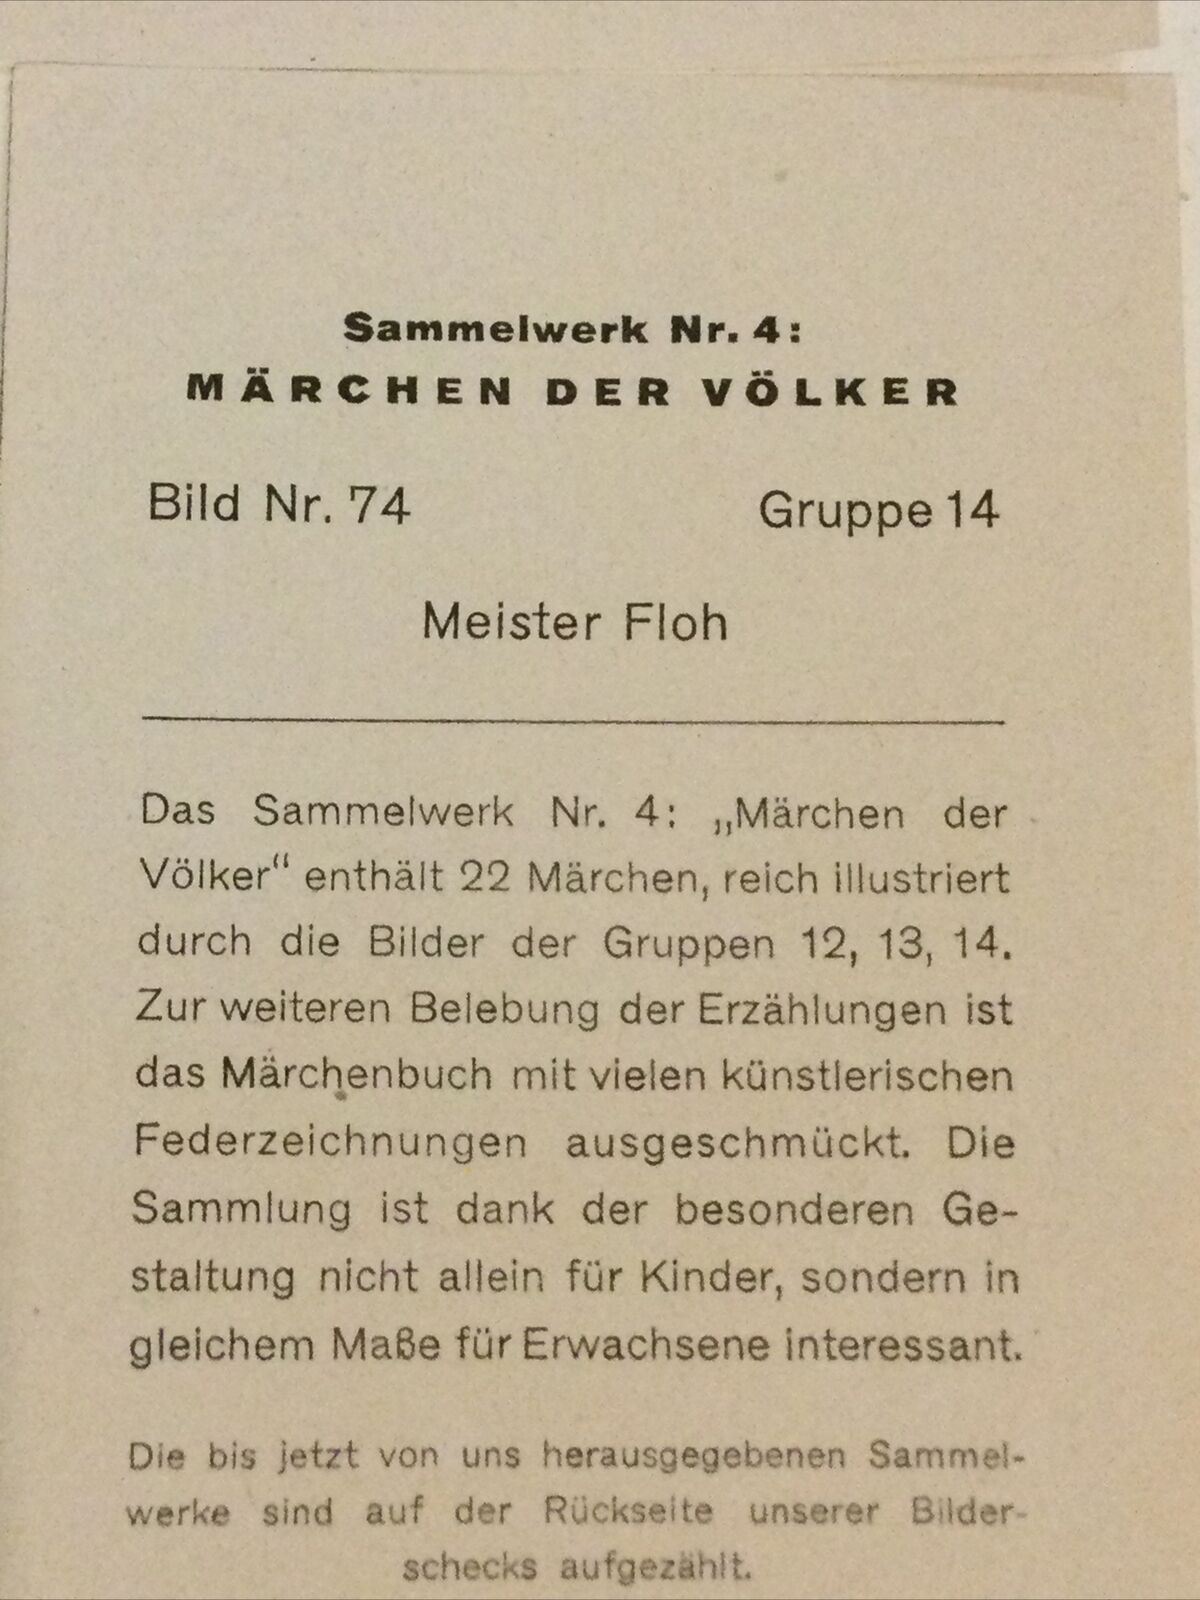 Sammelwerk Nr. 4:
MÄRCHEN DER VÖLKER
Bild Nr. 74 Gruppe 14
Meister Floh
Das Sammelwerk Nr. 4: „Märchen der
Völker“ enthält 22 Märchen, reich illustriert
durch die Bilder der Gruppen 12, 13, 14.
Zur weiteren Belebung der Erzählungen ist
das Märchenbuch mit vielen künstlerischen
Federzeichnungen ausgeschmückt. Die
Sammlung ist dank der besonderen Ge-
staltung nicht allein für Kinder, sondern in
gleichem Maße für Erwachsene interessant.
Die bis jetzt von uns herausgegebenen Sammel-
werke sind auf der Rückseite unserer Bilder-
schecks aufgezählt.